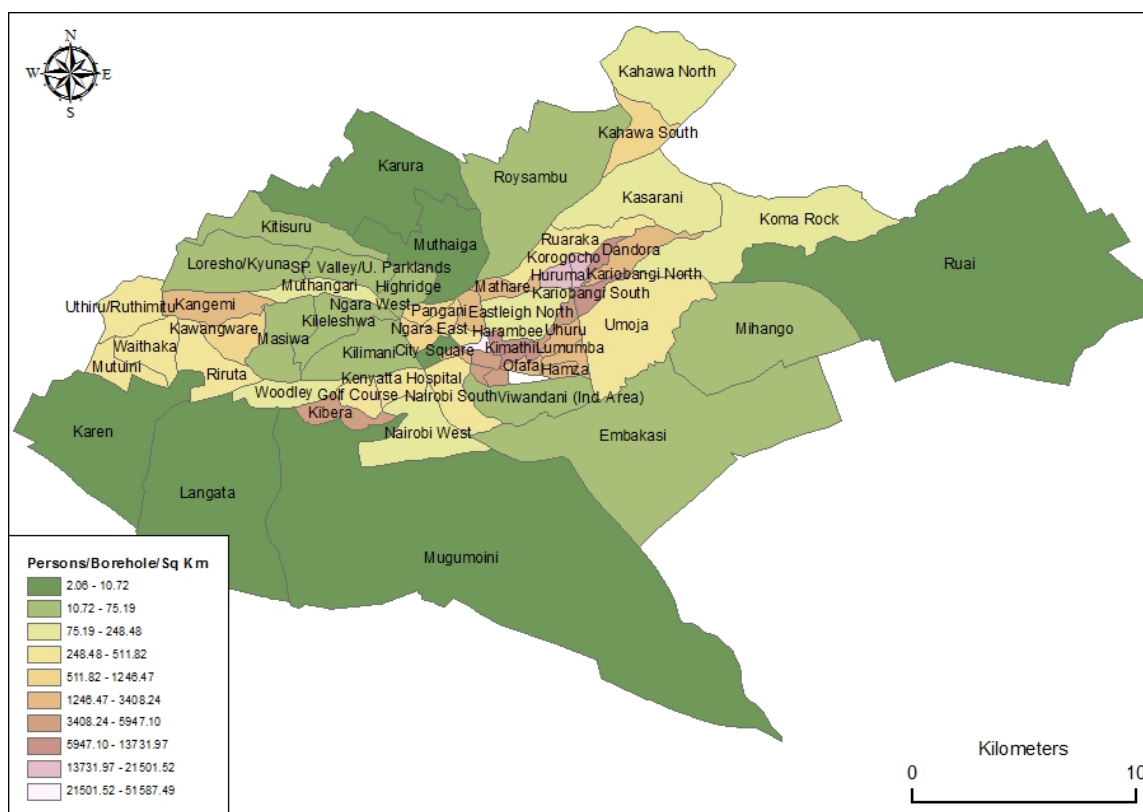 N
W E
S
Kahawa North
Kahawa South
Karura
Roysambu
Kasarani
Koma Rock
Ruai
Kitisuru
Muthaiga
Ruaraka
Korogocho
Dandora
Loresho/Kyuna
SP. Valley/U. Parklands
Huruma
Kariobangi North
Muthangari
Highridge
Mathare
Kariobangi South
Uthiru/Ruthimitu
Kangemi
Ngara West
Pangani
Eastleigh North
Kawangware
Kileleshwa
Ngara East
Harambee
Uhuru
Umoja
Mihango
Waithaka
Masiwa
Kilimani
City Square
Kimathi
Lumumba
Mutuini
Riruta
Kenyatta Hospital
Ofafa
Hamza
Woodley
Golf Course
Nairobi South
Viwandani (Ind. Area)
Kibera
Karen
Nairobi West
Embakasi
Langata
Mugumoini
Persons/Borehole/Sq Km
2.06 - 10.72
10.72 - 75.19
75.19 - 248.48
248.48 - 511.82
511.82 - 1246.47
1246.47 - 3408.24
3408.24 - 5947.10
5947.10 - 13731.97
13731.97 - 21501.52
21501.52 - 51587.49
Kilometers
0 10